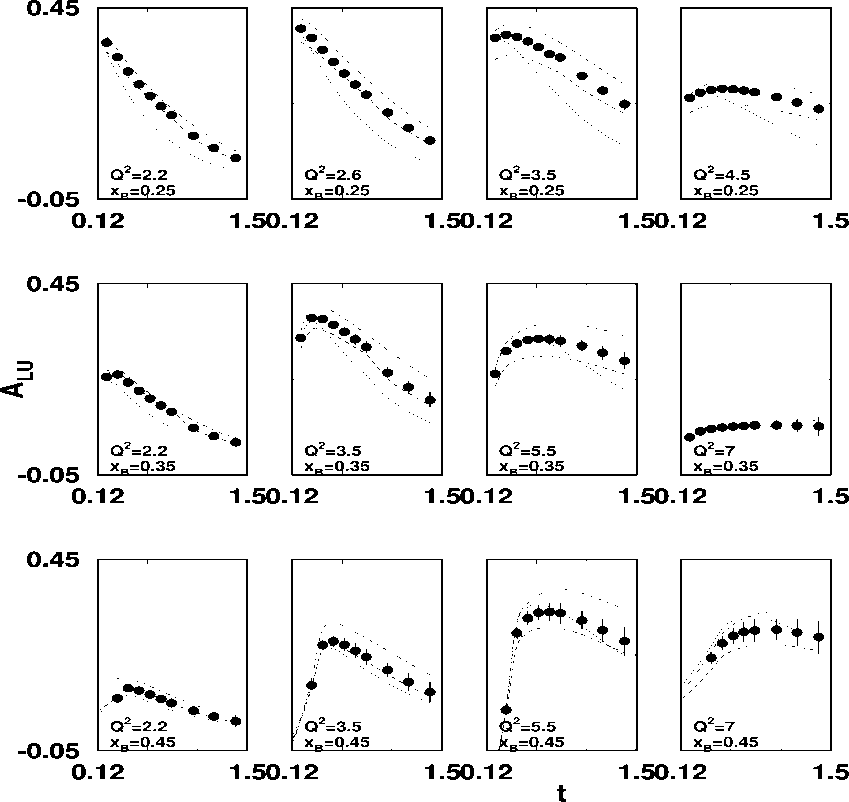 0.45
-0.05
Q²=2.2
x_B=0.25
Q²=2.6
x_B=0.25
Q²=3.5
x_B=0.25
Q²=4.5
x_B=0.25
0.12 1.50.12 1.50.12 1.50.12 1.5
A_LU
0.45
-0.05
Q²=2.2
x_B=0.35
Q²=3.5
x_B=0.35
Q²=5.5
x_B=0.35
Q²=7
x_B=0.35
0.12 1.50.12 1.50.12 1.50.12 1.5
0.45
-0.05
Q²=2.2
x_B=0.45
Q²=3.5
x_B=0.45
Q²=5.5
x_B=0.45
Q²=7
x_B=0.45
0.12 1.50.12 1.50.12 1.50.12 1.5
t